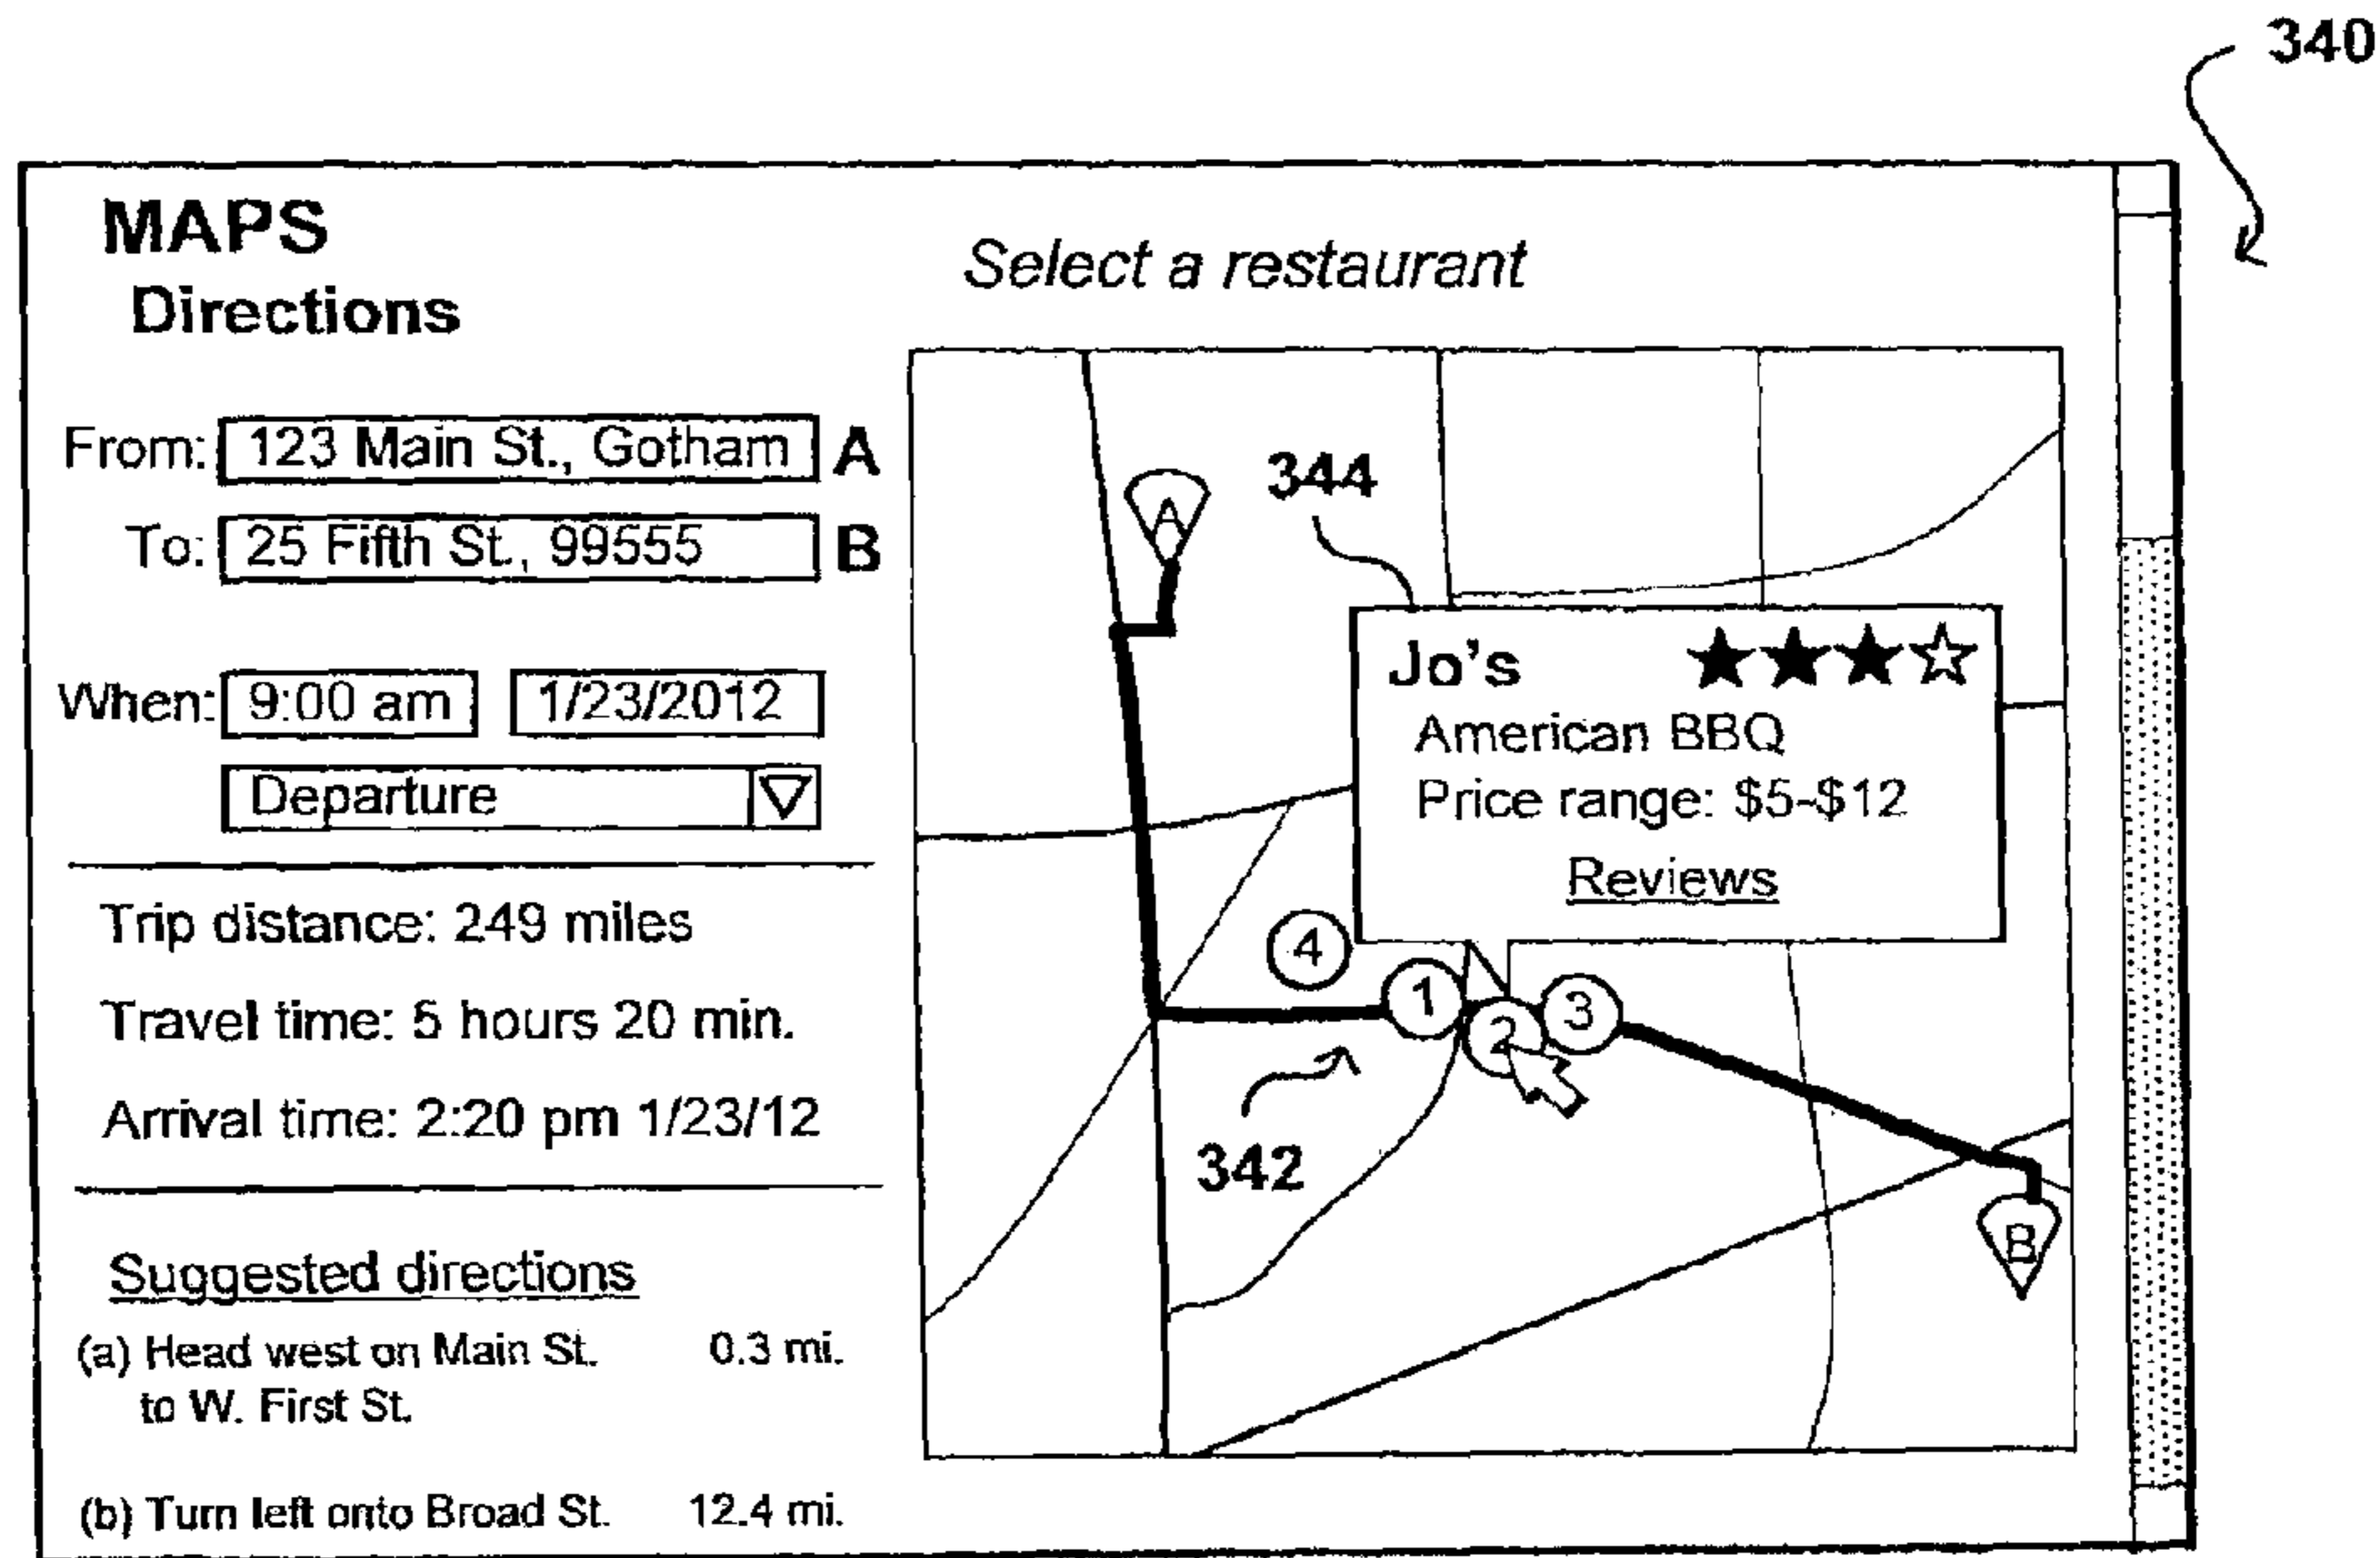 340
MAPS
Directions
Select a restaurant
From: 123 Main St., Gotham A
To: 25 Fifth St., 99555 B
When: 9:00 am 1/23/2012
Departure
Trip distance: 249 miles
Travel time: 5 hours 20 min.
Arrival time: 2:20 pm 1/23/12
Suggested directions
(a) Head west on Main St. 0.3 mi.
to W. First St.
(b) Turn left onto Broad St. 12.4 mi.
A
344
Jo's ★★★☆
American BBQ
Price range: $5-$12
Reviews
4
1
2
3
342
B